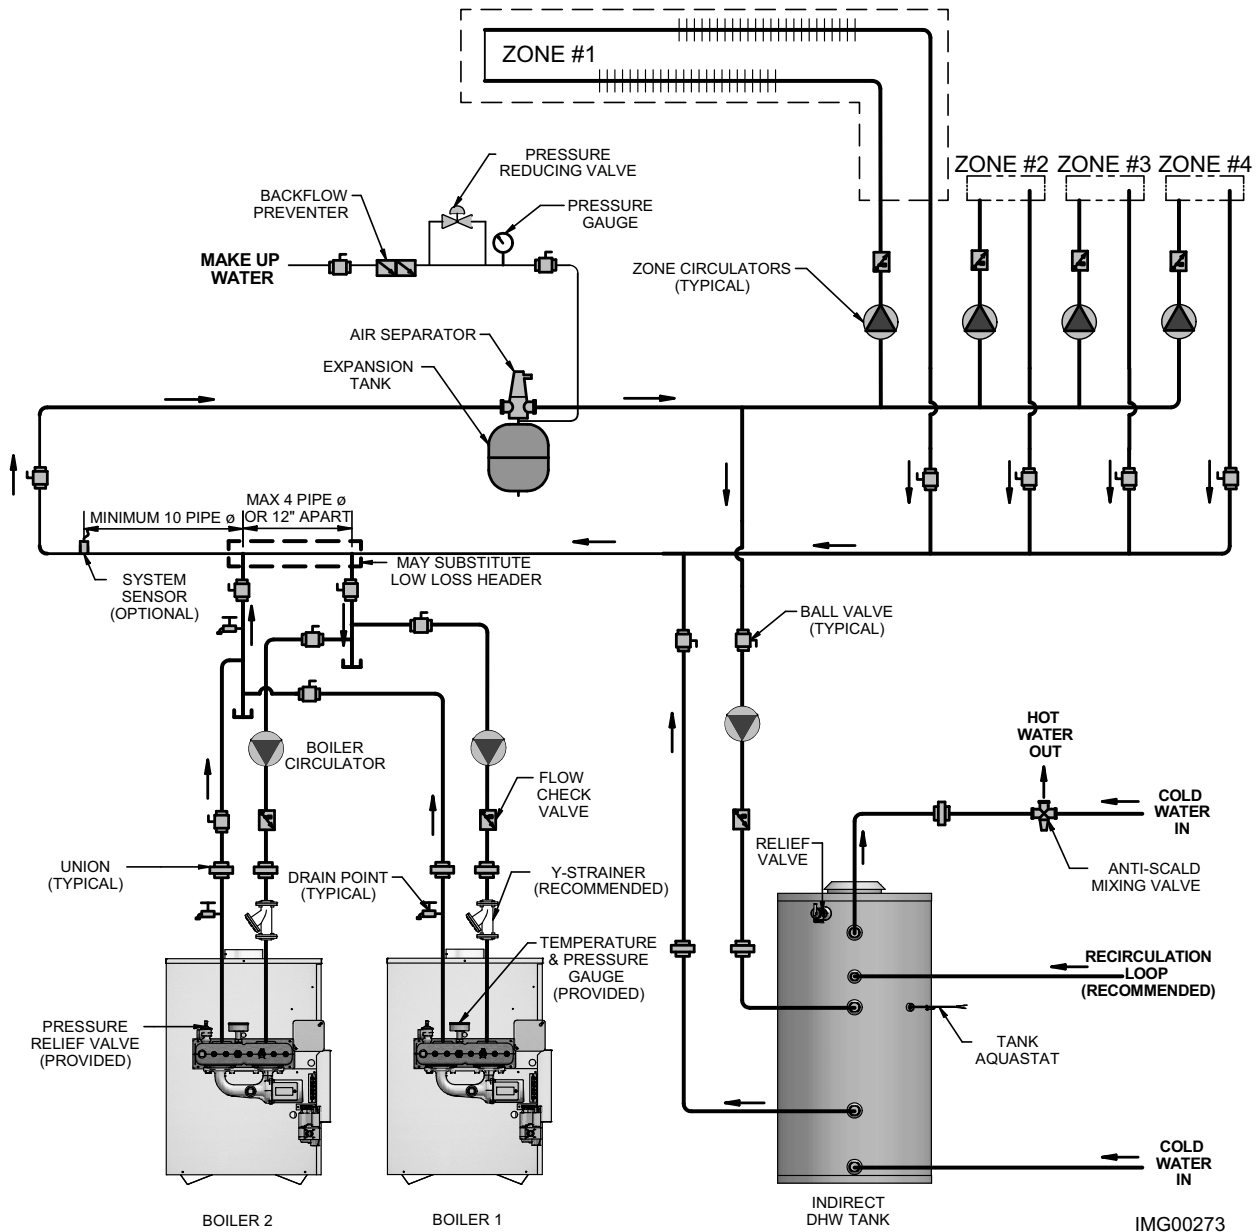 ZONE #1
ZONE #2
ZONE #3
ZONE #4
PRESSURE
REDUCING VALVE
BACKFLOW
PREVENTER
PRESSURE
GAUGE
MAKE UP
WATER
ZONE CIRCULATORS
(TYPICAL)
AIR SEPARATOR
EXPANSION
TANK
MINIMUM 10 PIPE ø
MAX 4 PIPE ø
OR 12" APART
SYSTEM
SENSOR
(OPTIONAL)
MAY SUBSTITUTE
LOW LOSS HEADER
BALL VALVE
(TYPICAL)
BOILER
CIRCULATOR
FLOW
CHECK
VALVE
HOT
WATER
OUT
COLD
WATER
IN
UNION
(TYPICAL)
DRAIN POINT
(TYPICAL)
Y-STRAINER
(RECOMMENDED)
RELIEF
VALVE
ANTI-SCALD
MIXING VALVE
TEMPERATURE
& PRESSURE
GAUGE
(PROVIDED)
RECIRCULATION
LOOP
(RECOMMENDED)
PRESSURE
RELIEF VALVE
(PROVIDED)
TANK
AQUASTAT
COLD
WATER
IN
BOILER 2
BOILER 1
INDIRECT
DHW TANK
IMG00273